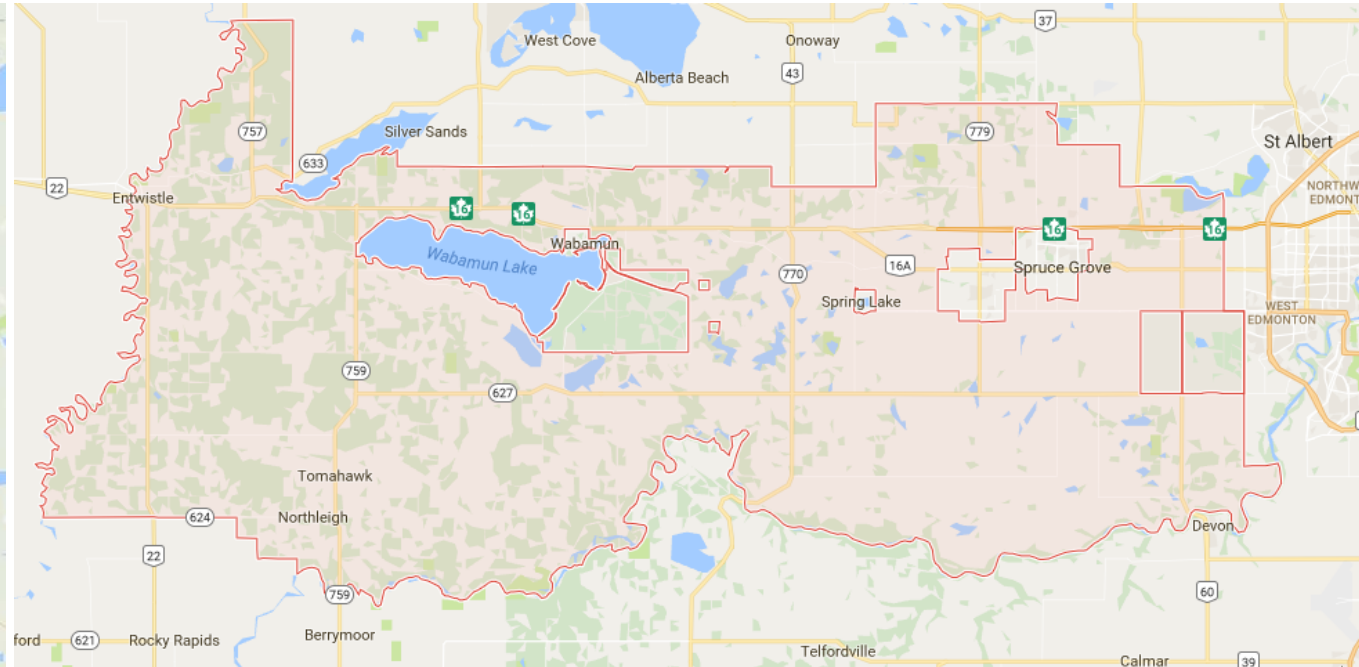 37
West Cove
Onoway
43
Alberta Beach
757
Silver Sands
779
St Albert
633
22
Entwistle
16
16
NORTHW
EDMONT
16
16
Wabamun
Wabamun Lake
770
16A
Spruce Grove
Spring Lake
WEST
EDMONTON
759
627
Tomahawk
624
Northleigh
Devon
22
759
60
ford
621
Rocky Rapids
Berrymoor
Telfordville
Calmar
39